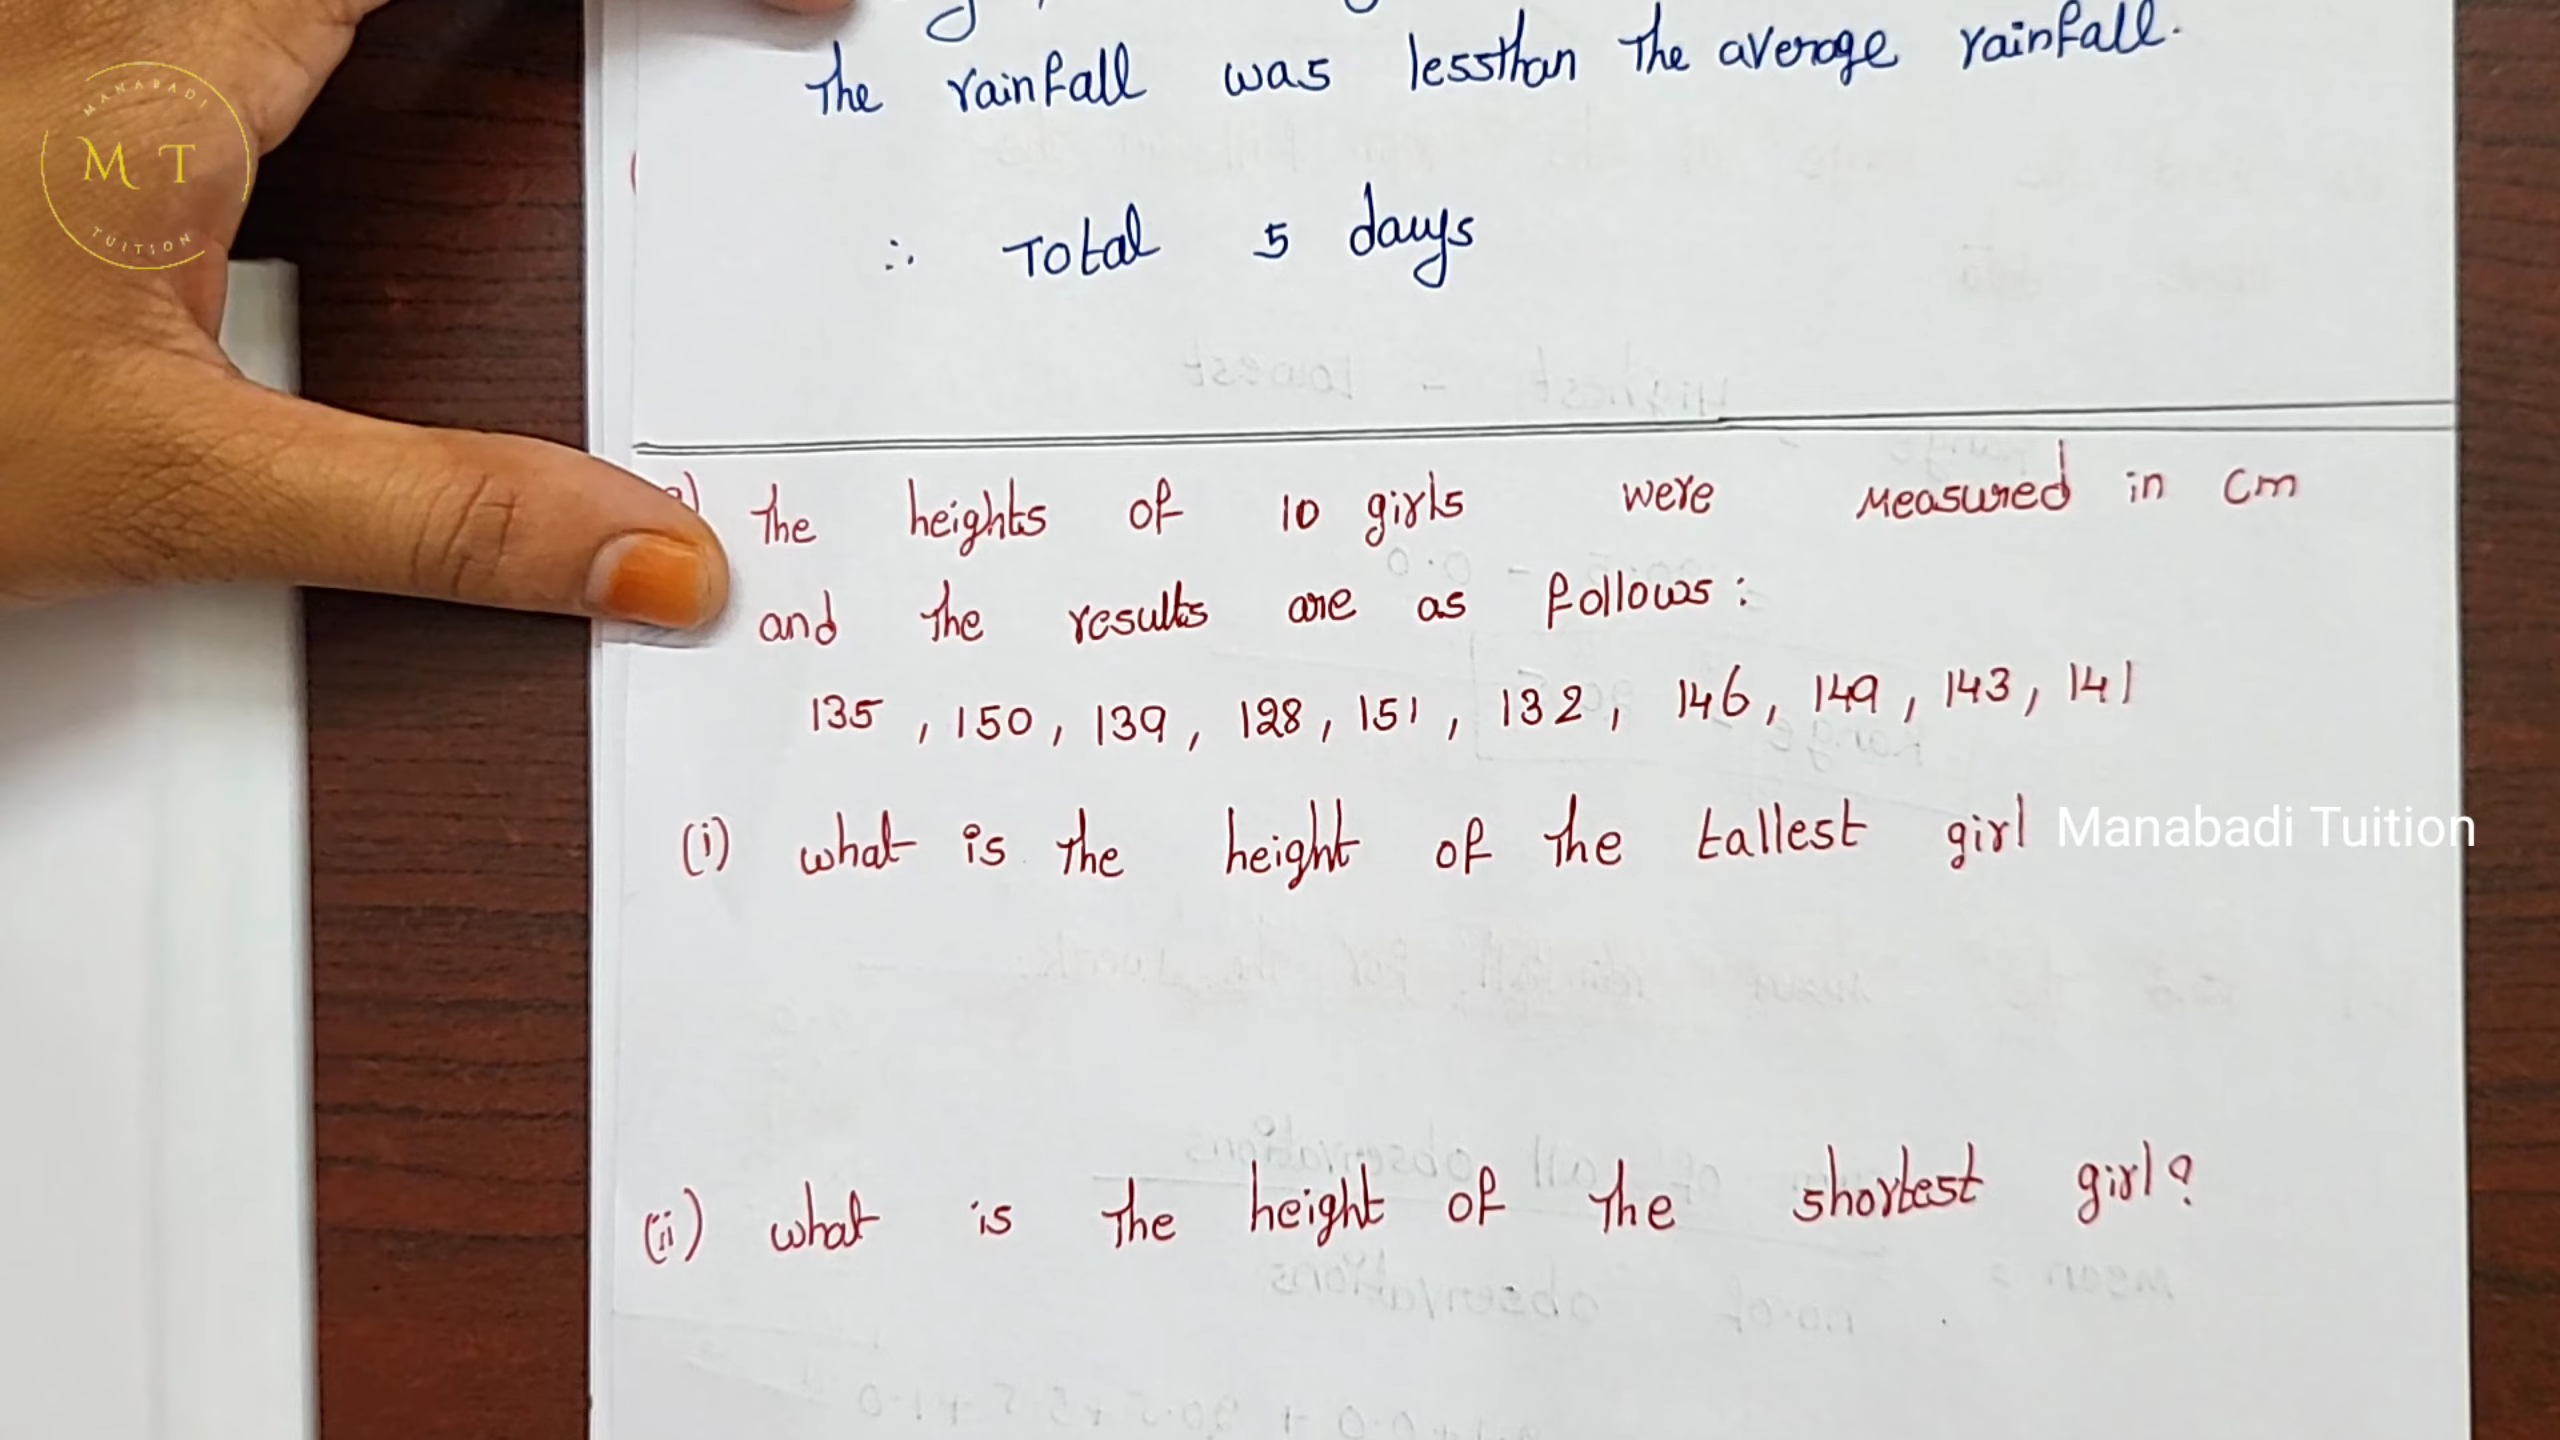 MANABADI
M T
TUITION
The rainfall was lessthan The average rainfall.
∴ Total 5 days
The heights of 10 girls were Measured in cm
and The results are as follows:
135, 150, 139, 128, 151, 132, 146, 149, 143, 141
(i) what is The height of The tallest girl
Manabadi Tuition
(ii) what is The height of The shortest girl?